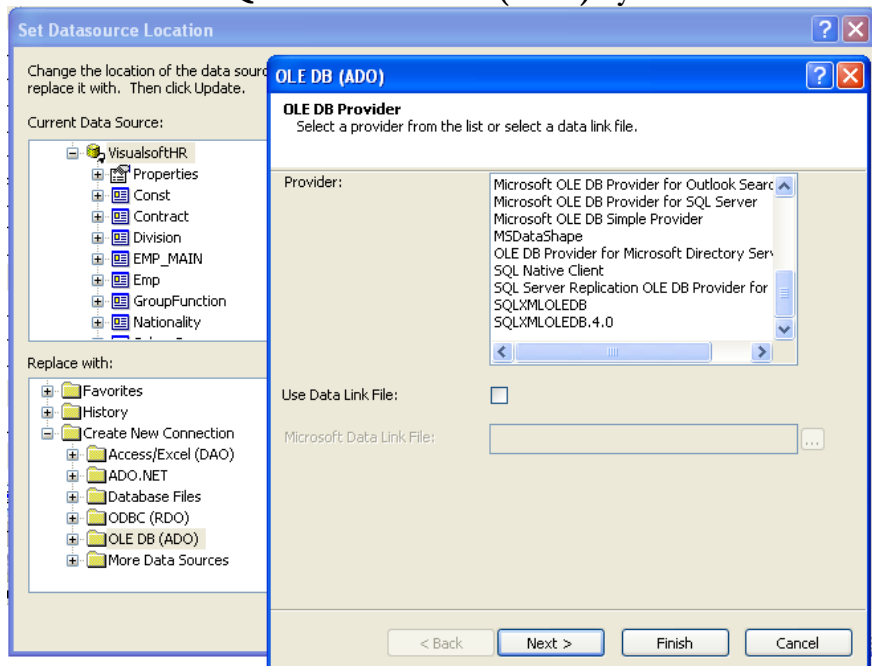 Set Datasource Location
Change the location of the data sourc
replace it with. Then click Update.
Current Data Source:
VisualsoftHR
Properties
Const
Contract
Division
EMP_MAIN
Emp
GroupFunction
Nationality
Replace with:
Favorites
History
Create New Connection
Access/Excel (DAO)
ADO.NET
Database Files
ODBC (RDO)
OLE DB (ADO)
More Data Sources
OLE DB (ADO)
OLE DB Provider
Select a provider from the list or select a data link file.
Provider:
Microsoft OLE DB Provider for Outlook Searc
Microsoft OLE DB Provider for SQL Server
Microsoft OLE DB Simple Provider
MSDataShape
OLE DB Provider for Microsoft Directory Serv
SQL Native Client
SQL Server Replication OLE DB Provider for
SQLXMLOLEDB
SQLXMLOLEDB.4.0
Use Data Link File:
Microsoft Data Link File:
...
< Back Next > Finish Cancel